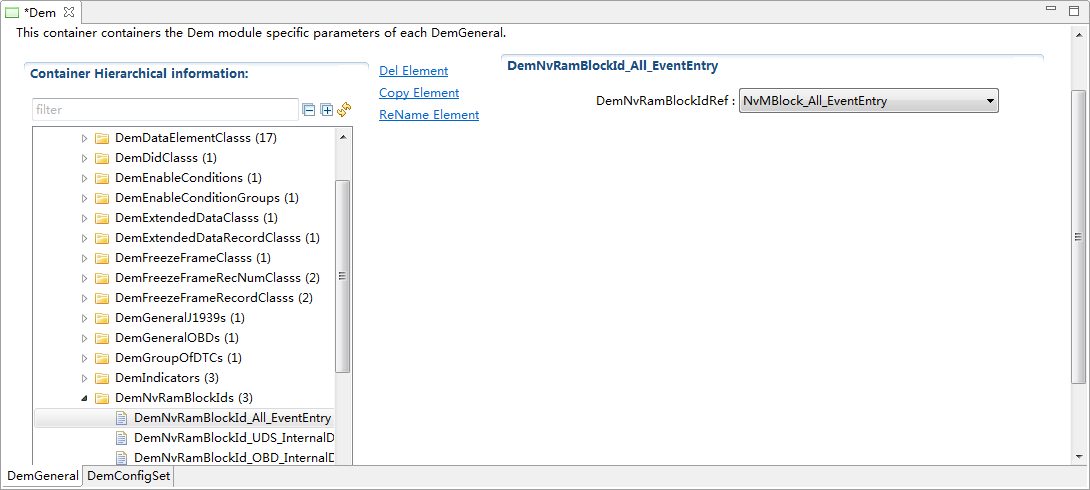 *Dem
This container containers the Dem module specific parameters of each DemGeneral.
Container Hierarchical information:
filter
DemDataElementClasss (17)
DemDidClasss (1)
DemEnableConditions (1)
DemEnableConditionGroups (1)
DemExtendedDataClasss (1)
DemExtendedDataRecordClasss (1)
DemFreezeFrameClasss (1)
DemFreezeFrameRecNumClasss (2)
DemFreezeFrameRecordClasss (2)
DemGeneralJ1939s (1)
DemGeneralOBDs (1)
DemGroupOfDTCs (1)
DemIndicators (3)
DemNvRamBlockIds (3)
DemNvRamBlockId_All_EventEntry
DemNvRamBlockId_UDS_InternalD
DemNvRamBlockId_OBD_InternalD
Del Element
Copy Element
ReName Element
DemNvRamBlockId_All_EventEntry
DemNvRamBlockIdRef : NvMBlock_All_EventEntry
DemGeneral DemConfigSet